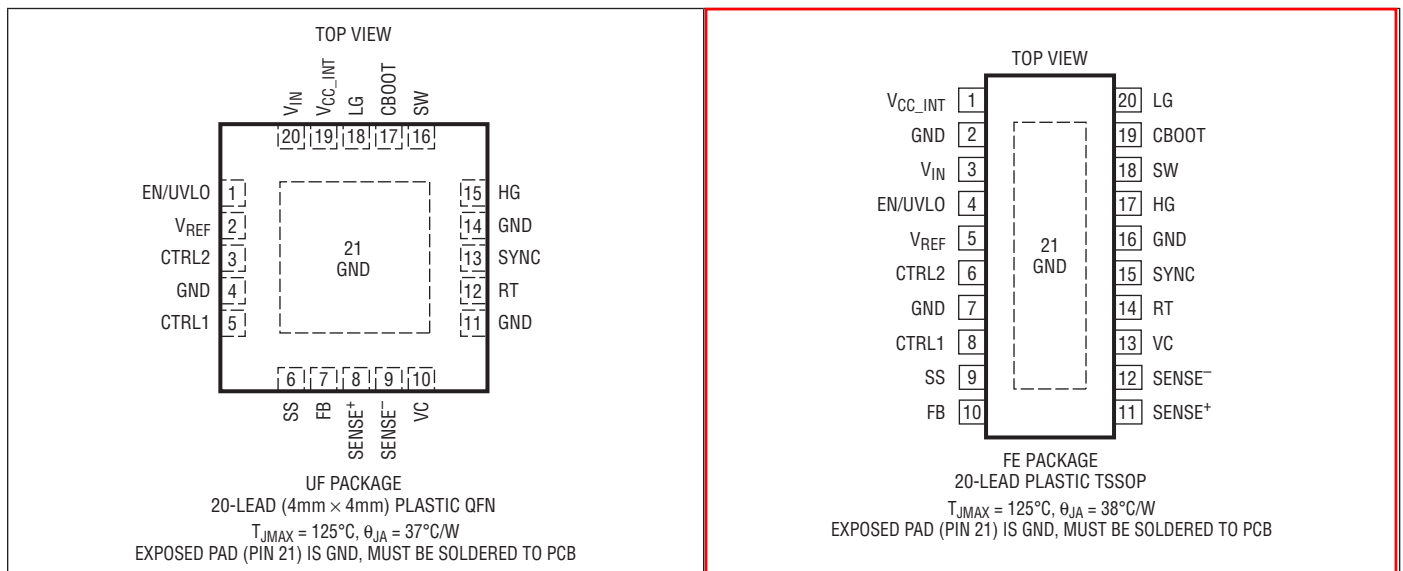 TOP VIEW
V_IN
V_CC_INT
LG
CBOOT
SW
20 19 18 17 16
EN/UVLO 1
V_REF 2
CTRL2 3
GND 4
CTRL1 5
21
GND
15 HG
14 GND
13 SYNC
12 RT
11 GND
6 7 8 9 10
SS
FB
SENSE⁺
SENSE⁻
VC
UF PACKAGE
20-LEAD (4mm × 4mm) PLASTIC QFN
T_JMAX = 125°C, θ_JA = 37°C/W
EXPOSED PAD (PIN 21) IS GND, MUST BE SOLDERED TO PCB
TOP VIEW
V_CC_INT 1
GND 2
V_IN 3
EN/UVLO 4
V_REF 5
CTRL2 6
GND 7
CTRL1 8
SS 9
FB 10
21
GND
20 LG
19 CBOOT
18 SW
17 HG
16 GND
15 SYNC
14 RT
13 VC
12 SENSE⁻
11 SENSE⁺
FE PACKAGE
20-LEAD PLASTIC TSSOP
T_JMAX = 125°C, θ_JA = 38°C/W
EXPOSED PAD (PIN 21) IS GND, MUST BE SOLDERED TO PCB